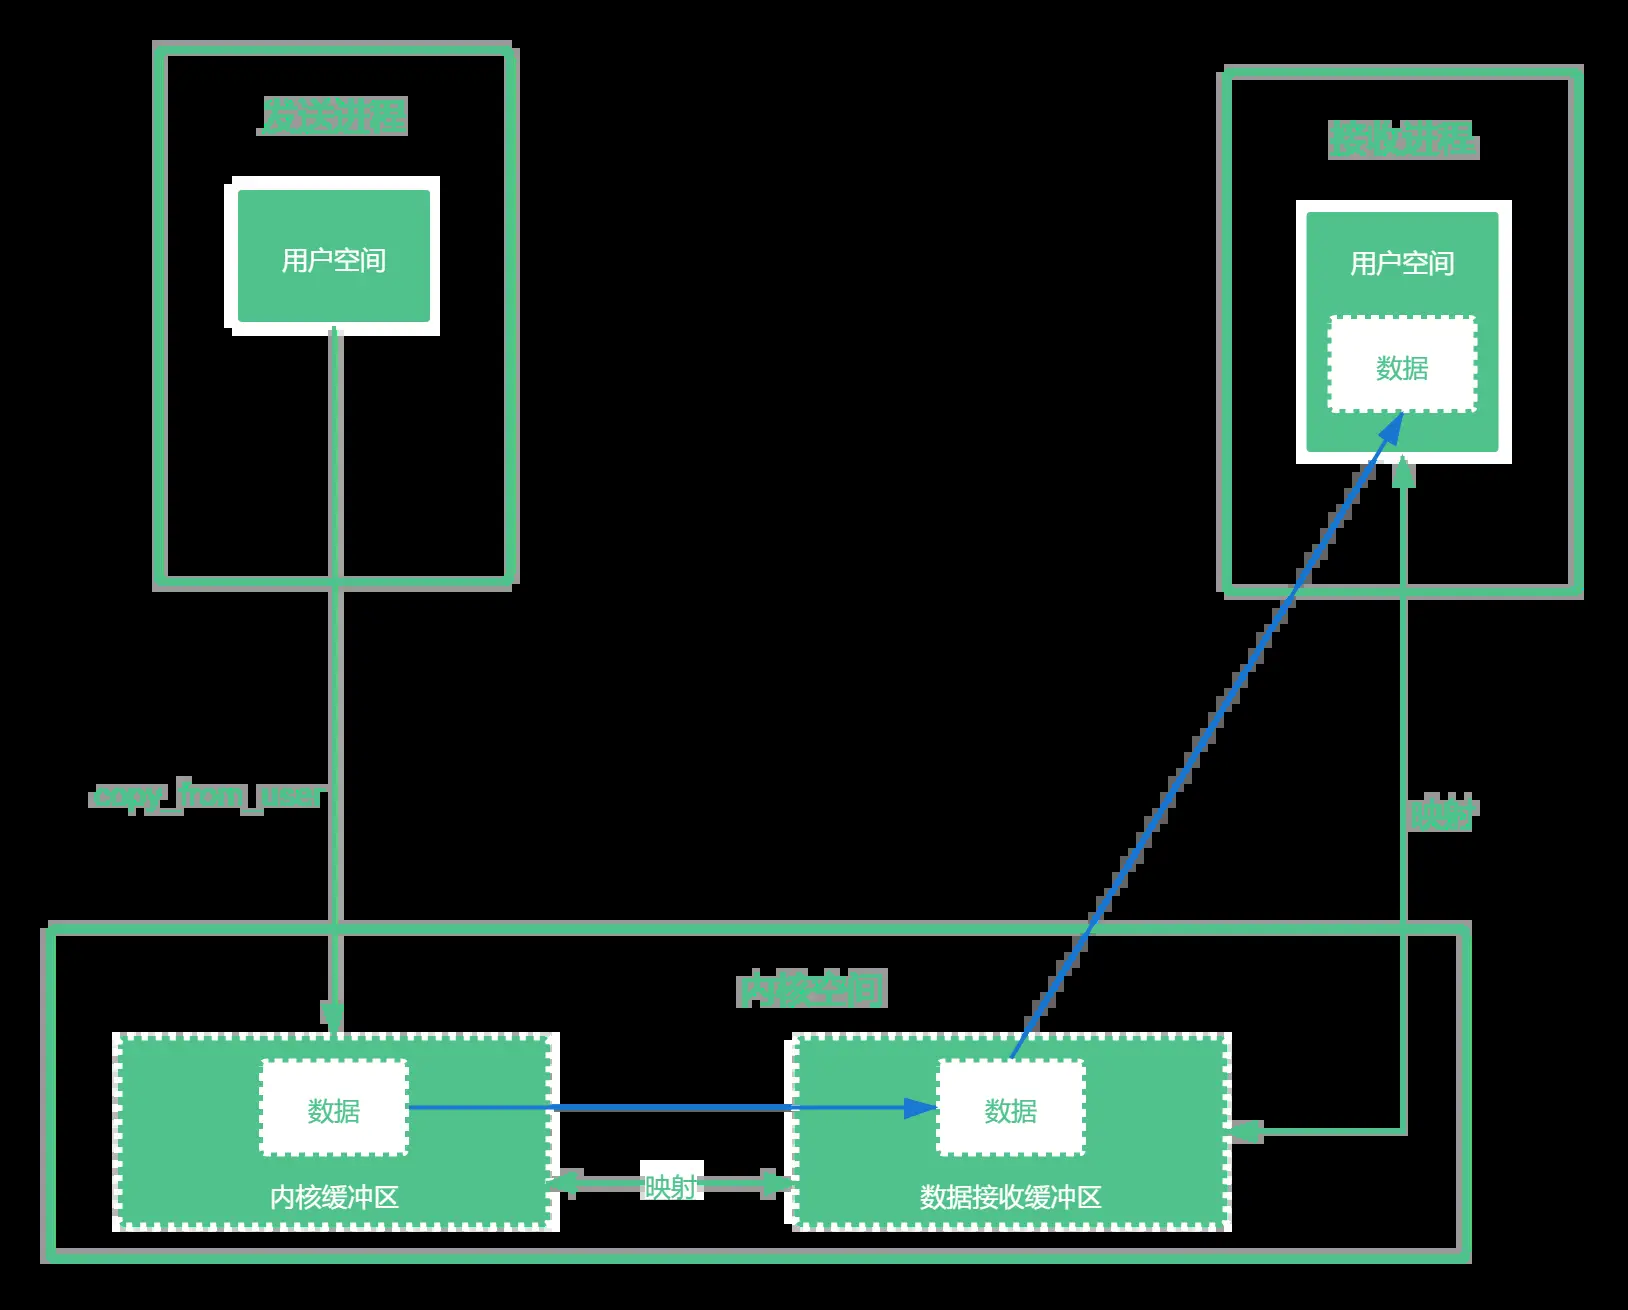 发送进程
接收进程
用户空间
用户空间
数据
copy_from_user
映射
内核空间
数据
数据
映射
内核缓冲区
数据接收缓冲区